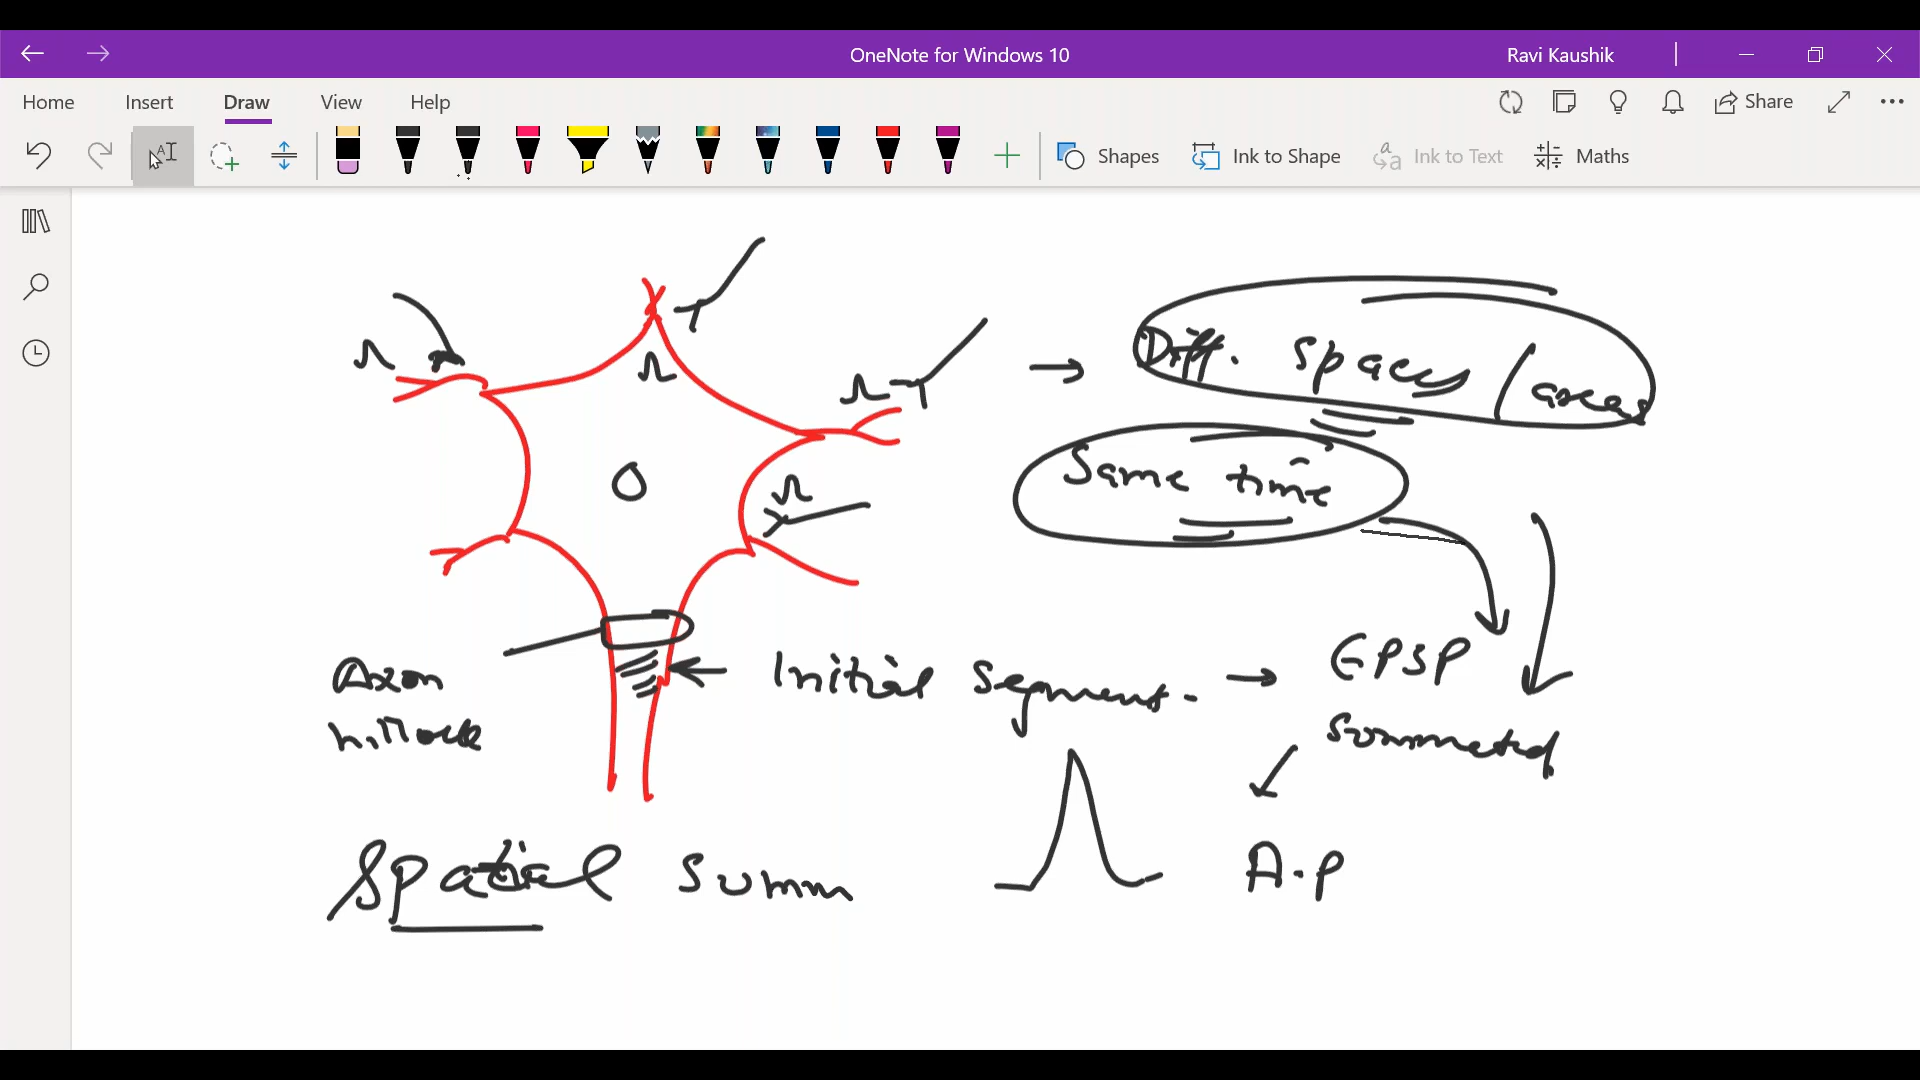 OneNote for Windows 10
Ravi Kaushik
Home Insert Draw View Help
Share
Shapes Ink to Shape Ink to Text Maths
Diff. spaces / areas
Same time
Axon
hillock
Initial Segment.
EPSP
Summated
Spatial Summ
A.P